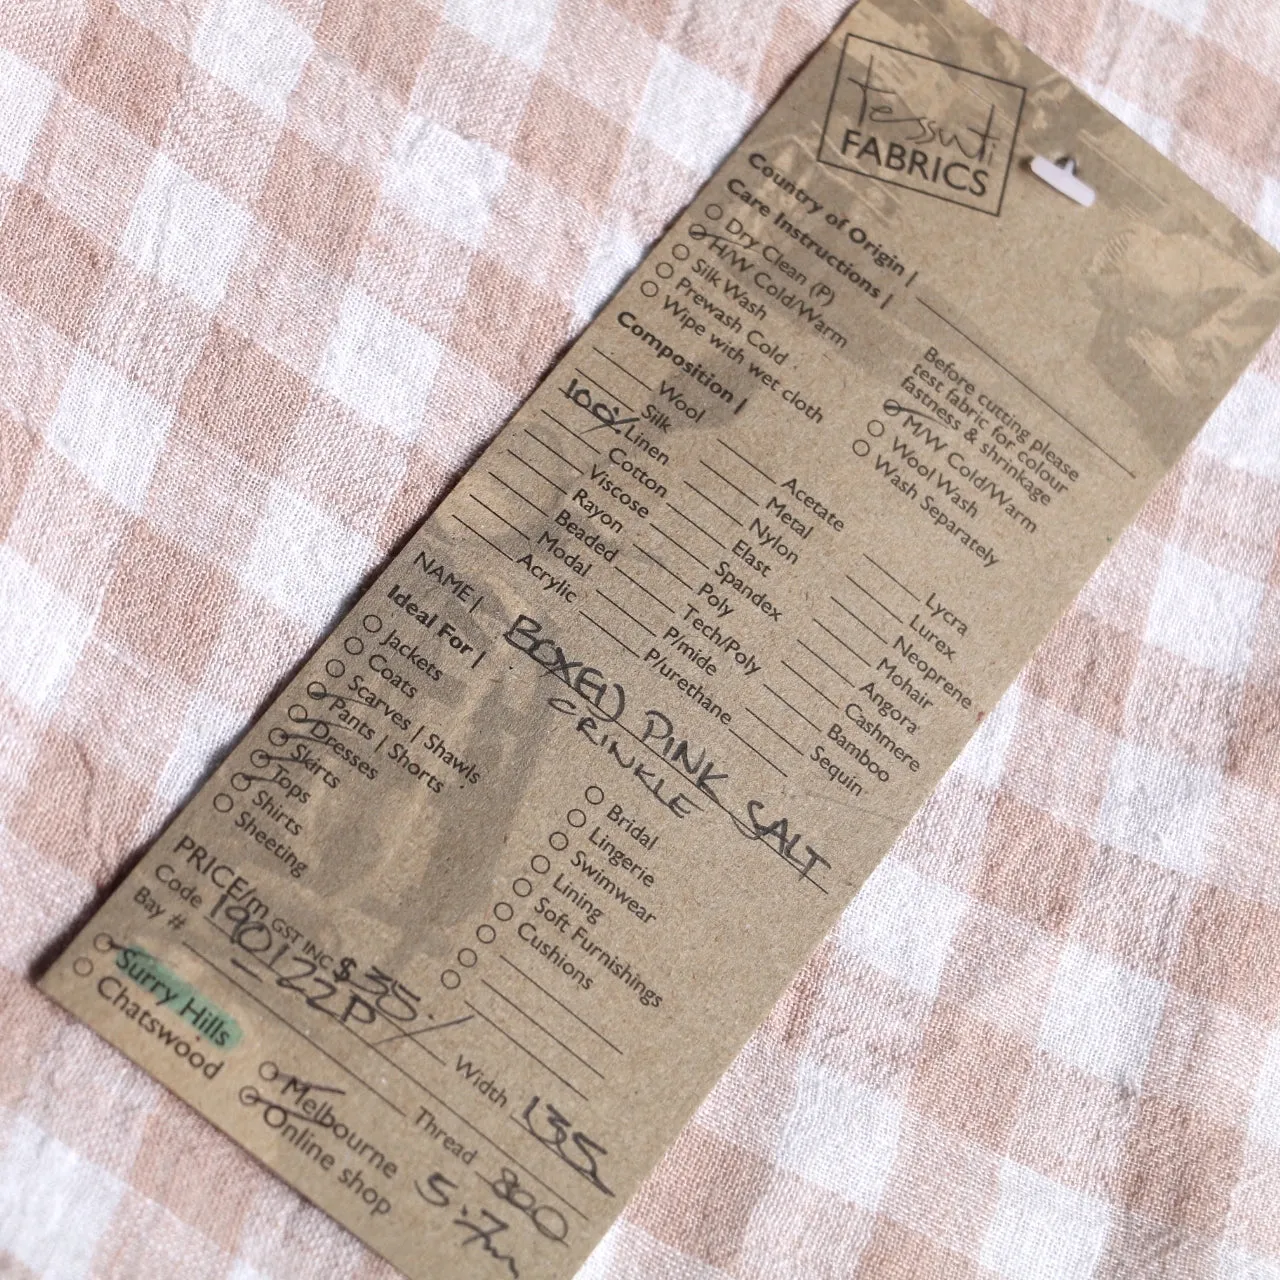 tessuti
FABRICS
Country of Origin |
Care Instructions |
Dry Clean (P)
H/W Cold/Warm
Silk Wash
Prewash Cold
Wipe with wet cloth
Before cutting please
test fabric for colour
fastness & shrinkage
M/W Cold/Warm
Wool Wash
Wash Separately
Composition |
Wool
Silk
100% Linen
Cotton
Viscose
Rayon
Beaded
Modal
Acrylic
Acetate
Metal
Nylon
Elast
Spandex
Poly
Tech/Poly
P/mide
P/urethane
Lycra
Lurex
Neoprene
Mohair
Angora
Cashmere
Bamboo
Sequin
NAME | BOXED PINK SALT
CRINKLE
Ideal For |
Jackets
Coats
Scarves | Shawls
Pants | Shorts
Dresses
Skirts
Tops
Shirts
Sheeting
Bridal
Lingerie
Swimwear
Lining
Soft Furnishings
Cushions
PRICE/m GST INC $35.
Code 190122P
Width 135
Bay #
Thread 800
Surry Hills
Chatswood
Melbourne
Online shop
5.7m